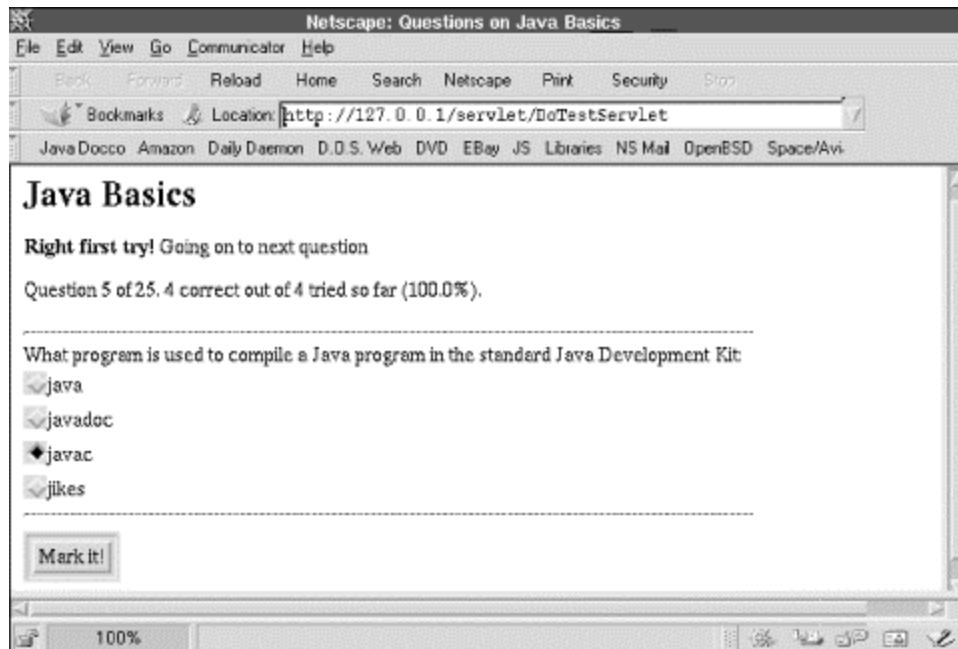 Netscape: Questions on Java Basics
File Edit View Go Communicator Help
Back Forward Reload Home Search Netscape Print Security Stop
Bookmarks Location: http://127.0.0.1/servlet/DoTestServlet
Java Docco Amazon Daily Daemon D.O.S. Web DVD EBay JS Libraries NS Mail OpenBSD Space/Avi
Java Basics
Right first try! Going on to next question
Question 5 of 25. 4 correct out of 4 tried so far (100.0%).
What program is used to compile a Java program in the standard Java Development Kit:
java
javadoc
javac
jikes
Mark it!
100%